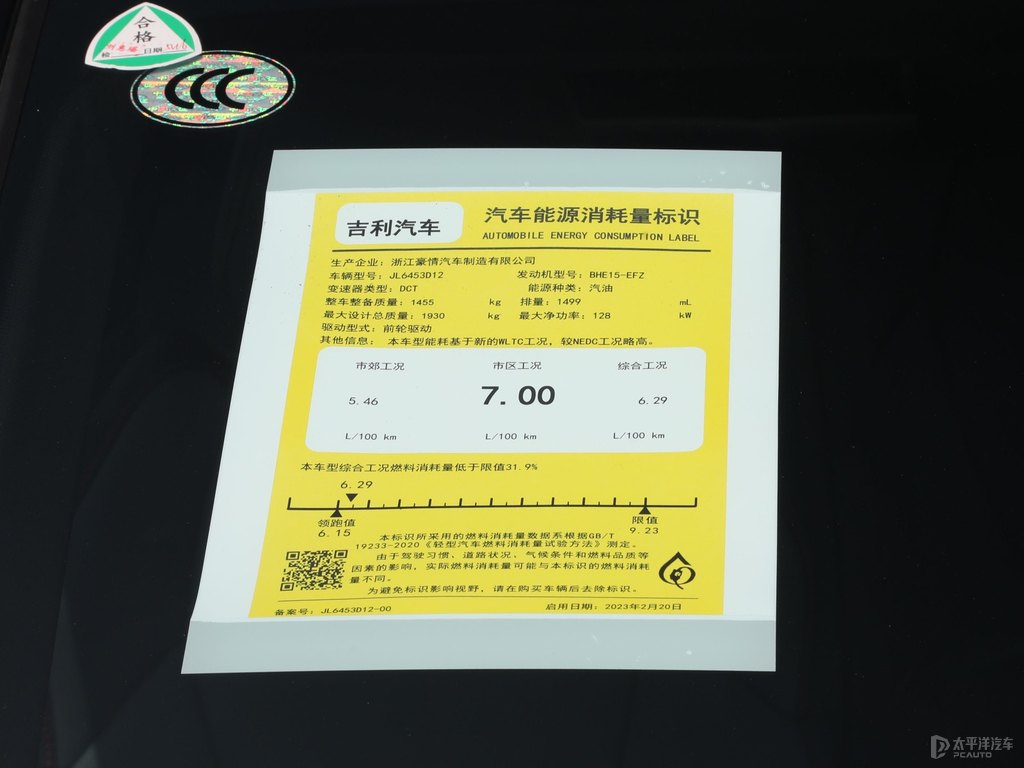 合
格
检 日期
CCC
吉利汽车
汽车能源消耗量标识
AUTOMOBILE ENERGY CONSUMPTION LABEL
生产企业：浙江豪情汽车制造有限公司
车辆型号：JL6453D12 发动机型号：BHE15-EFZ
变速器类型：DCT 能源种类：汽油
整车整备质量：1455 kg 排量：1499 mL
最大设计总质量：1930 kg 最大净功率：128 kW
驱动型式：前轮驱动
其他信息： 本车型能耗基于新的WLTC工况，较NEDC工况略高。
市郊工况 市区工况 综合工况
5.46 7.00 6.29
L/100 km L/100 km L/100 km
本车型综合工况燃料消耗量低于限值31.9%
6.29
领跑值 限值
6.15 9.23
本标识所采用的燃料消耗量数据系根据GB/T
19233-2020《轻型汽车燃料消耗量试验方法》测定。
由于驾驶习惯、道路状况、气候条件和燃料品质等
因素的影响，实际燃料消耗量可能与本标识的燃料消耗
量不同。
为避免标识影响视野，请在购买车辆后去除标识。
备案号：JL6453D12-00 启用日期：2023年2月20日
太平洋汽车
PCAUTO